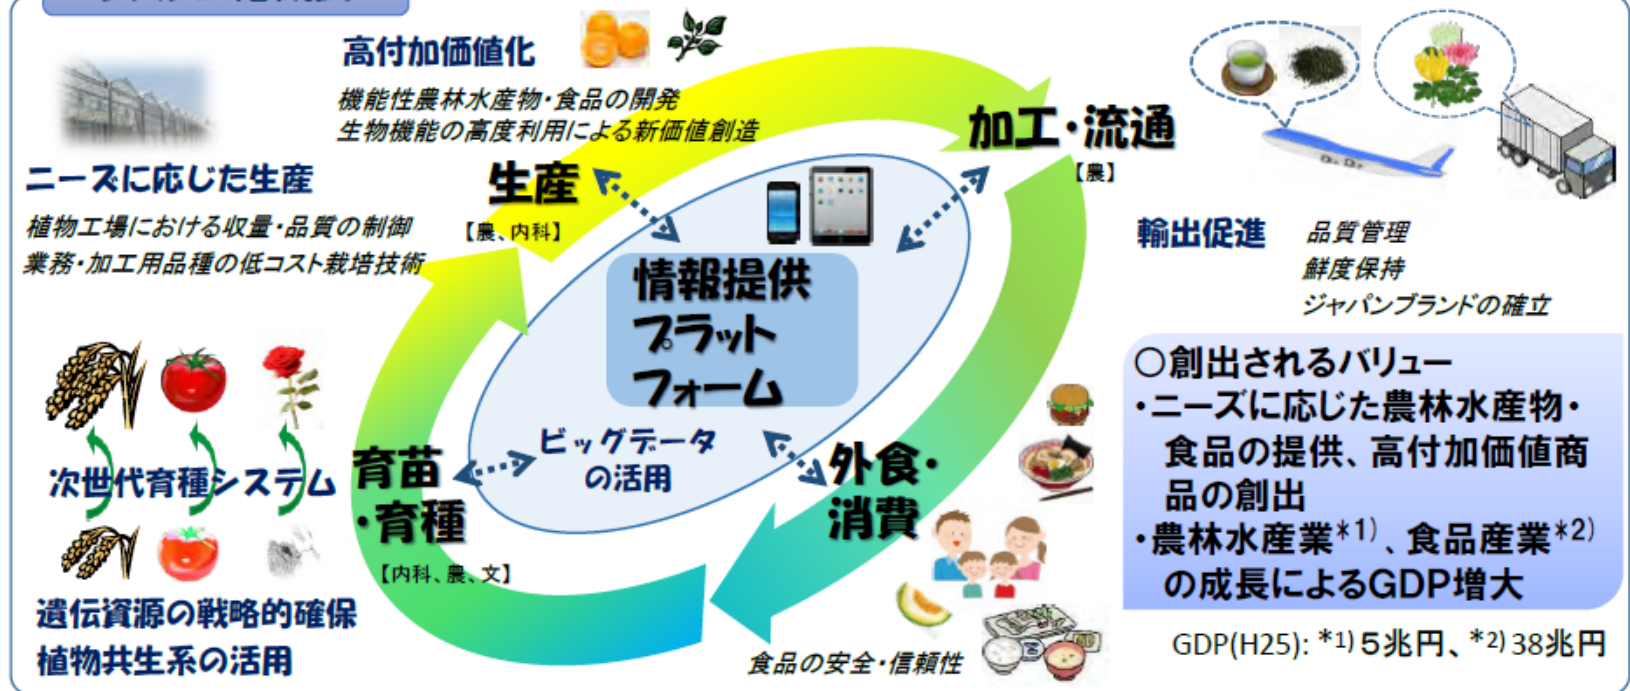 高付加価値化
機能性農林水産物・食品の開発
生物機能の高度利用による新価値創造
ニーズに応じた生産
植物工場における収量・品質の制御
業務・加工用品種の低コスト栽培技術
生産
【農、内科】
加工・流通
【農】
輸出促進
品質管理
鮮度保持
ジャパンブランドの確立
情報提供
プラット
フォーム
ビッグデータ
の活用
次世代育種システム
育苗
・育種
【内科、農、文】
外食・
消費
遺伝資源の戦略的確保
植物共生系の活用
食品の安全・信頼性
○創出されるバリュー
・ニーズに応じた農林水産物・
食品の提供、高付加価値商
品の創出
・農林水産業*1)、食品産業*2)
の成長によるGDP増大
GDP(H25): *1)５兆円、*2)38兆円